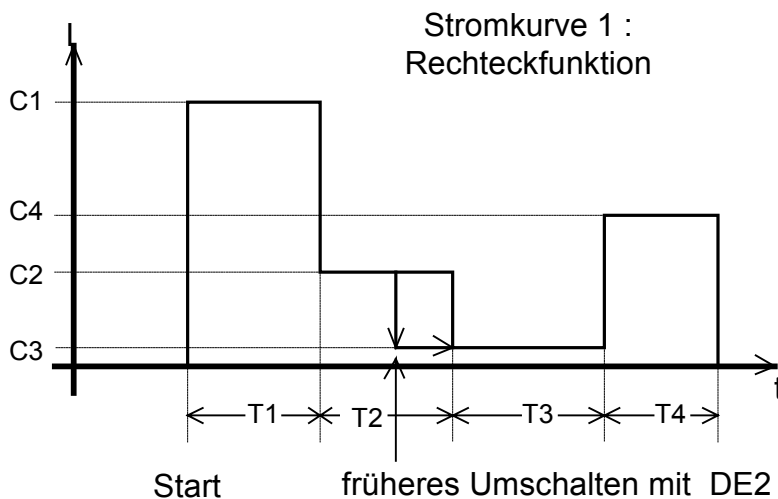 Stromkurve 1 :
Rechteckfunktion
I
C1
C4
C2
C3
t
T1
T2
T3
T4
Start
früheres Umschalten mit DE2